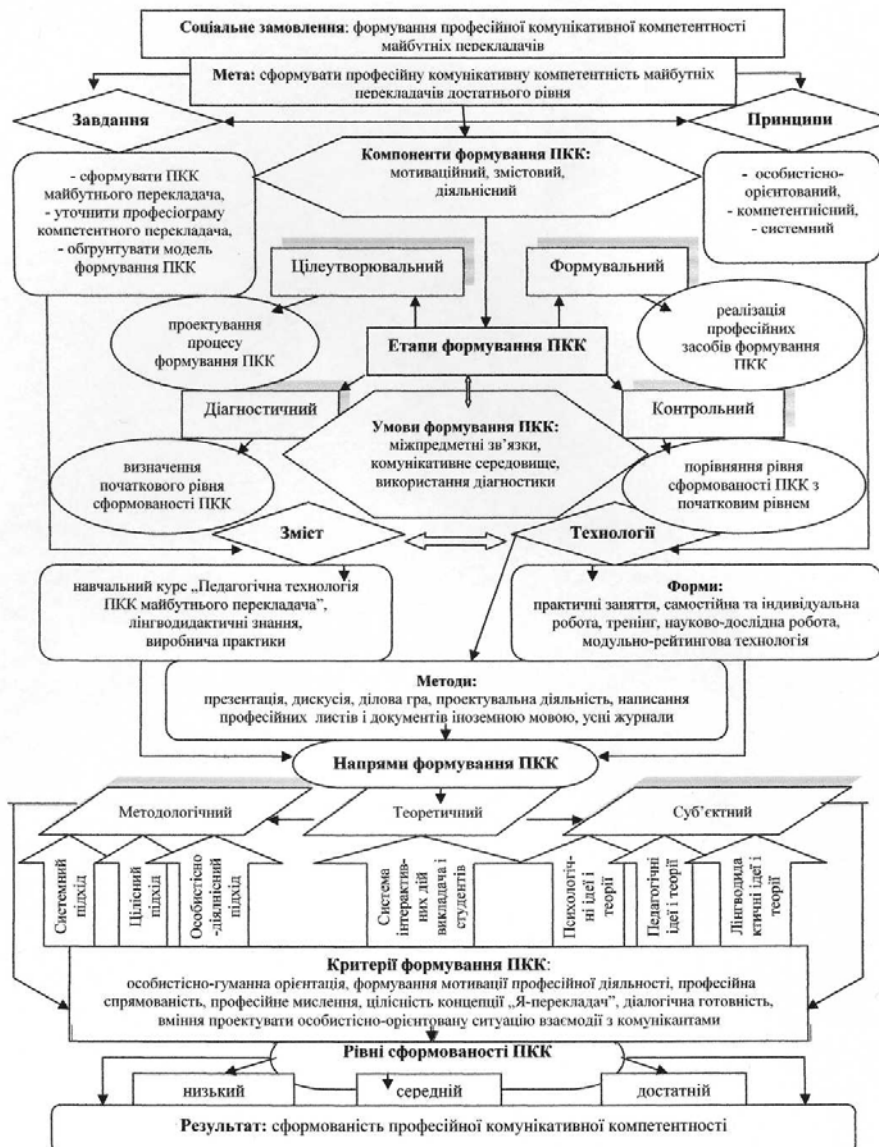 Соціальне замовлення: формування професійної комунікативної компетентності
майбутніх перекладачів
Мета: сформувати професійну комунікативну компетентність майбутніх
перекладачів достатнього рівня
Завдання
Принципи
- сформувати ПКК
майбутнього перекладача,
- уточнити професіограму
компетентного перекладача,
- обґрунтувати модель
формування ПКК
Компоненти формування ПКК:
мотиваційний, змістовий,
діяльнісний
- особистісно-
орієнтований,
- компетентнісний,
- системний
Цілеутворювальний
Формувальний
проектування
процесу
формування ПКК
Етапи формування ПКК
реалізація
професійних
засобів формування
ПКК
Діагностичний
Контрольний
Умови формування ПКК:
міжпредметні зв’язки,
комунікативне середовище,
використання діагностики
визначення
початкового рівня
сформованості ПКК
порівняння рівня
сформованості ПКК з
початковим рівнем
Зміст
Технології
навчальний курс „Педагогічна технологія
ПКК майбутнього перекладача”,
лінгводидактичні знання,
виробнича практики
Форми:
практичні заняття, самостійна та індивідуальна
робота, тренінг, науково-дослідна робота,
модульно-рейтингова технологія
Методи:
презентація, дискусія, ділова гра, проектувальна діяльність, написання
професійних листів і документів іноземною мовою, усні журнали
Напрями формування ПКК
Методологічний
Теоретичний
Суб’єктний
Системний
підхід
Цілісний
підхід
Особистісно
-діялнісний
підхід
Система
інтерактив-
них дій
викладача і
студентів
Психологіч-
ні ідеї і
теорії
Педагогічні
ідеї і теорії
Лінгводида
ктичні ідеї і
теорії
Критерії формування ПКК:
особистісно-гуманна орієнтація, формування мотивації професійної діяльності, професійна
спрямованість, професійне мислення, цілісність концепції „Я-перекладач”, діалогічна готовність,
вміння проектувати особистісно-орієнтовану ситуацію взаємодії з комунікантами
Рівні сформованості ПКК
низький
середній
достатній
Результат: сформованість професійної комунікативної компетентності